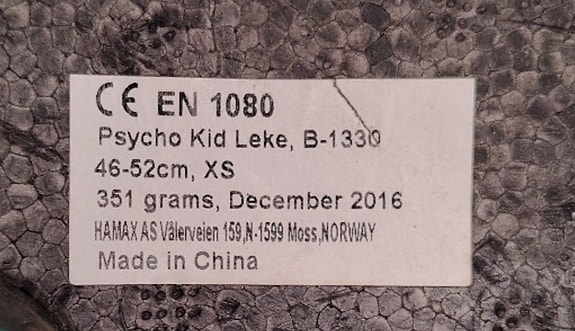 CE EN 1080
Psycho Kid Leke, B-1330
46-52cm, XS
351 grams, December 2016
HAMAX AS Vålerveien 159,N-1599 Moss,NORWAY
Made in China